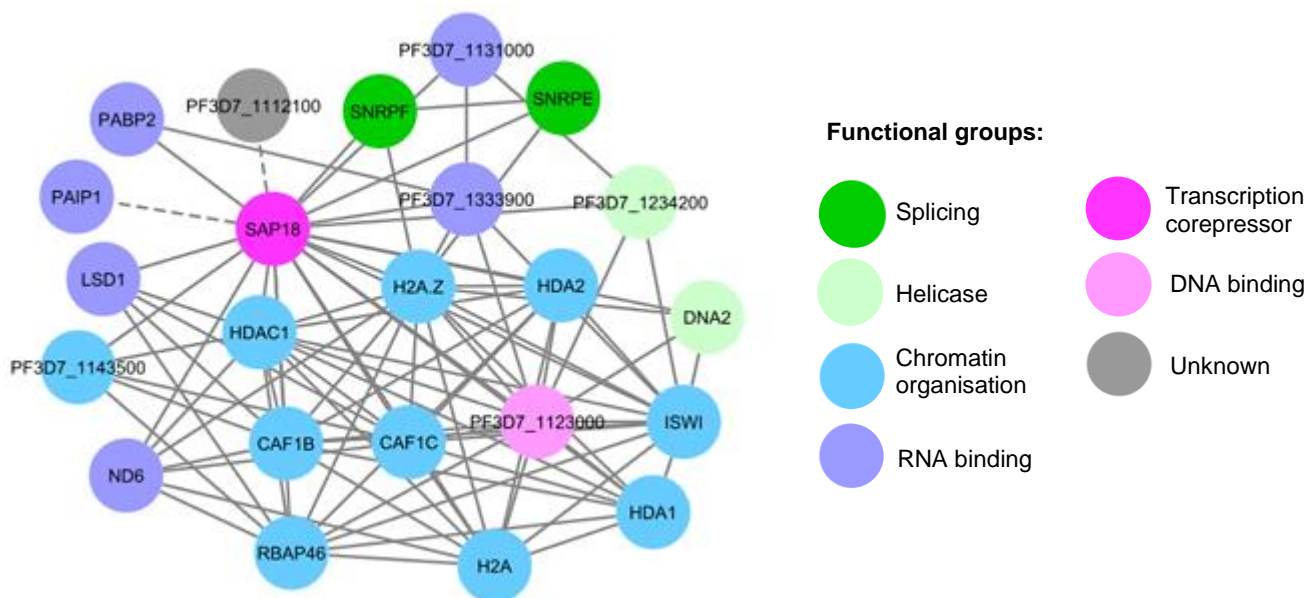 PF3D7_1131000
SNRPE
PF3D7_1112100
SNRPF
PABP2
PAIP1
PF3D7_1333900
PF3D7_1234200
SAP18
LSD1
H2A.Z
HDA2
DNA2
HDAC1
PF3D7_1143500
PF3D7_1123000
ISWI
CAF1B
CAF1C
ND6
HDA1
RBAP46
H2A
Functional groups:
Splicing
Helicase
Chromatin
organisation
RNA binding
Transcription
corepressor
DNA binding
Unknown